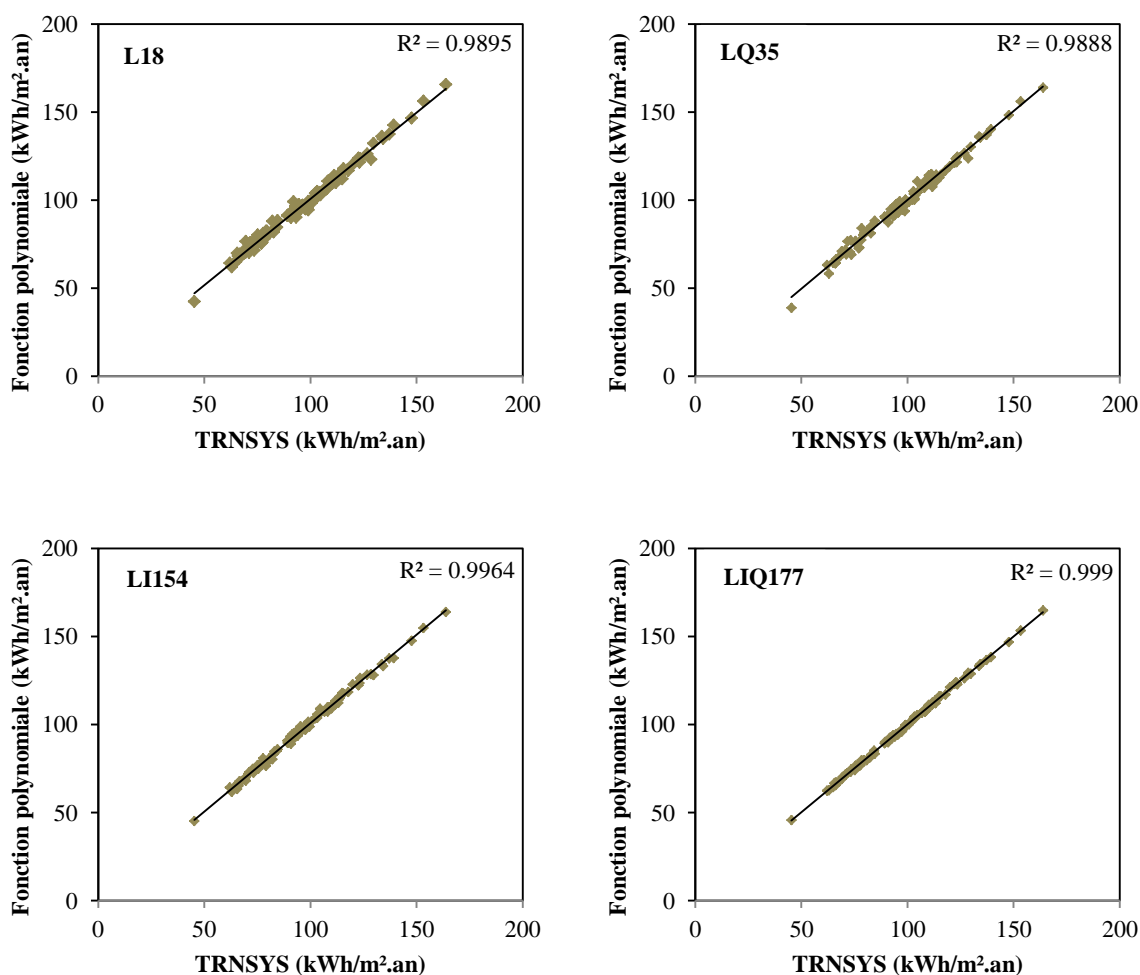 L18
R² = 0.9895
Fonction polynomiale (kWh/m².an)
200
150
100
50
0
0 50 100 150 200
TRNSYS (kWh/m².an)
LQ35
R² = 0.9888
Fonction polynomiale (kWh/m².an)
200
150
100
50
0
0 50 100 150 200
TRNSYS (kWh/m².an)
LI154
R² = 0.9964
Fonction polynomiale (kWh/m².an)
200
150
100
50
0
0 50 100 150 200
TRNSYS (kWh/m².an)
LIQ177
R² = 0.999
Fonction polynomiale (kWh/m².an)
200
150
100
50
0
0 50 100 150 200
TRNSYS (kWh/m².an)